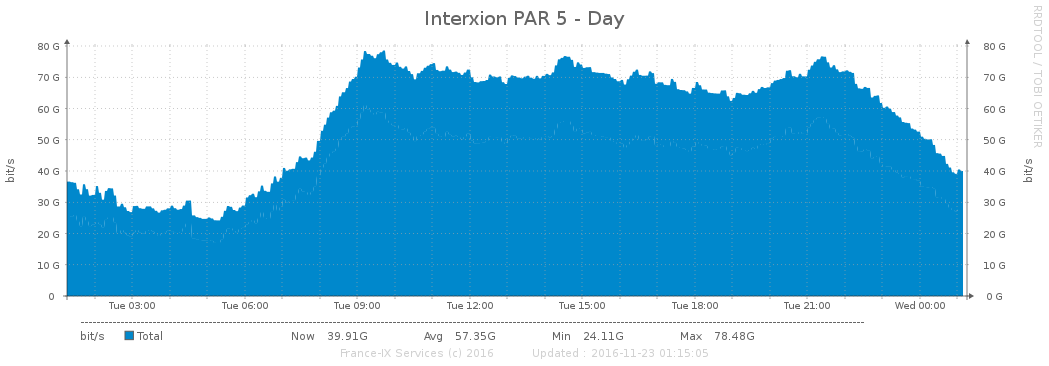 Interxion PAR 5 - Day
RRDTOOL / TOBI OETIKER
bit/s
bit/s
80 G 80 G
70 G 70 G
60 G 60 G
50 G 50 G
40 G 40 G
30 G 30 G
20 G 20 G
10 G 10 G
0 0 G
Tue 03:00 Tue 06:00 Tue 09:00 Tue 12:00 Tue 15:00 Tue 18:00 Tue 21:00 Wed 00:00
bit/s Total Now 39.91G Avg 57.35G Min 24.11G Max 78.48G
France-IX Services (c) 2016 Updated : 2016-11-23 01:15:05